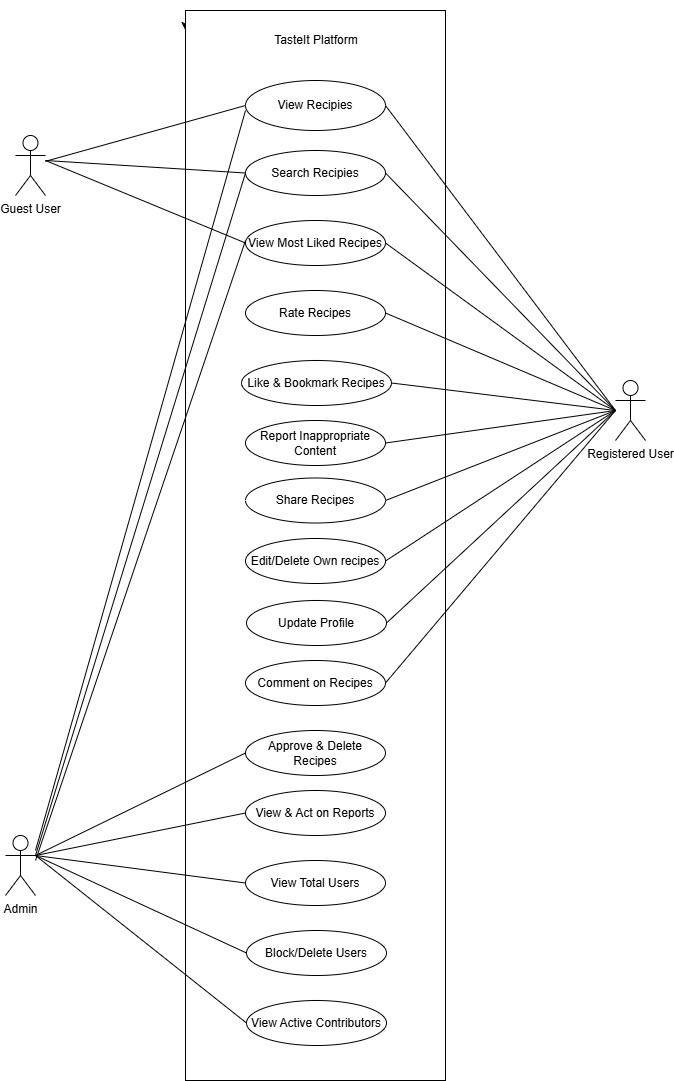 TasteIt Platform
View Recipies
Search Recipies
Guest User
View Most Liked Recipes
Rate Recipes
Like & Bookmark Recipes
Report Inappropriate
Content
Registered User
Share Recipes
Edit/Delete Own recipes
Update Profile
Comment on Recipes
Approve & Delete
Recipes
View & Act on Reports
View Total Users
Admin
Block/Delete Users
View Active Contributors